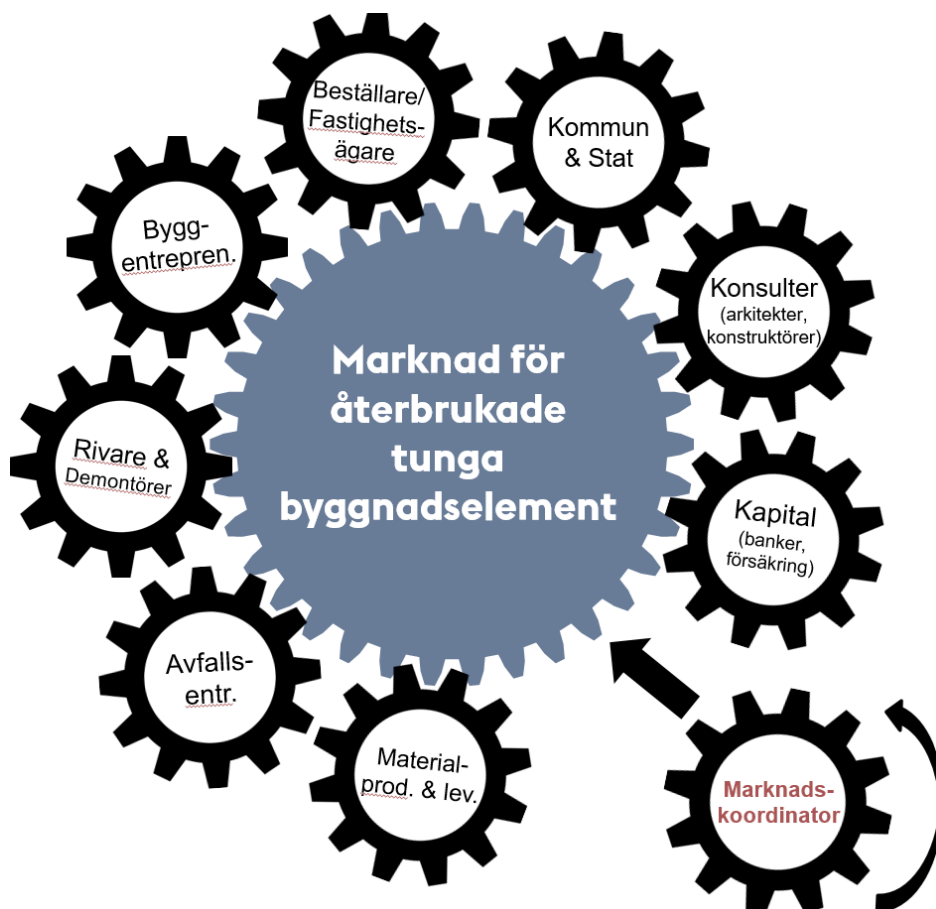 Beställare/
Fastighets-
ägare
Kommun
& Stat
Bygg-
entrepren.
Konsulter
(arkitekter,
konstruktörer)
Marknad för
återbrukade
tunga
byggnadselement
Rivare &
Demontörer
Kapital
(banker,
försäkring)
Avfalls-
entr.
Material-
prod. & lev.
Marknads-
koordinator